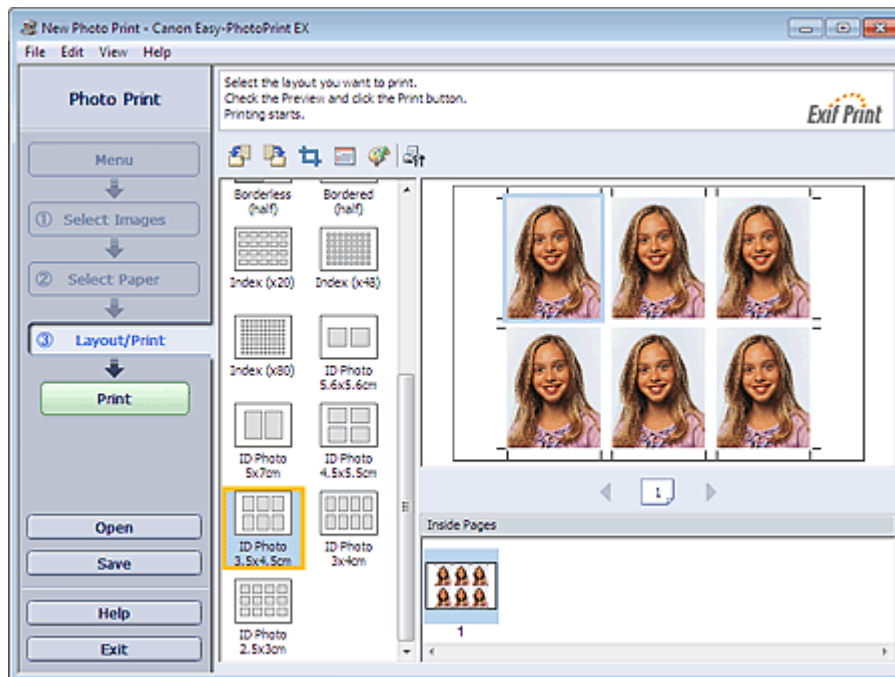 New Photo Print - Canon Easy-PhotoPrint EX
File Edit View Help
Photo Print
Select the layout you want to print.
Check the Preview and click the Print button.
Printing starts.
Exif Print
Menu
① Select Images
② Select Paper
③ Layout/Print
Print
Open
Save
Help
Exit
Borderless
(half)
Bordered
(half)
Index (x20)
Index (x48)
Index (x80)
ID Photo
5.6x5.6cm
ID Photo
5x7cm
ID Photo
4.5x5.5cm
ID Photo
3.5x4.5cm
ID Photo
3x4cm
ID Photo
2.5x3cm
1
Inside Pages
1